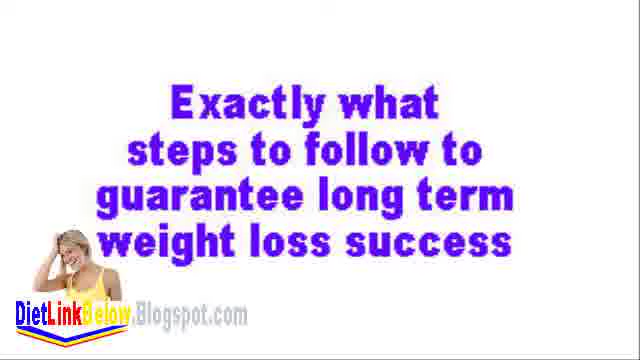 Exactly what
steps to follow to
guarantee long term
weight loss success
DietLinkBelow.Blogspot.com